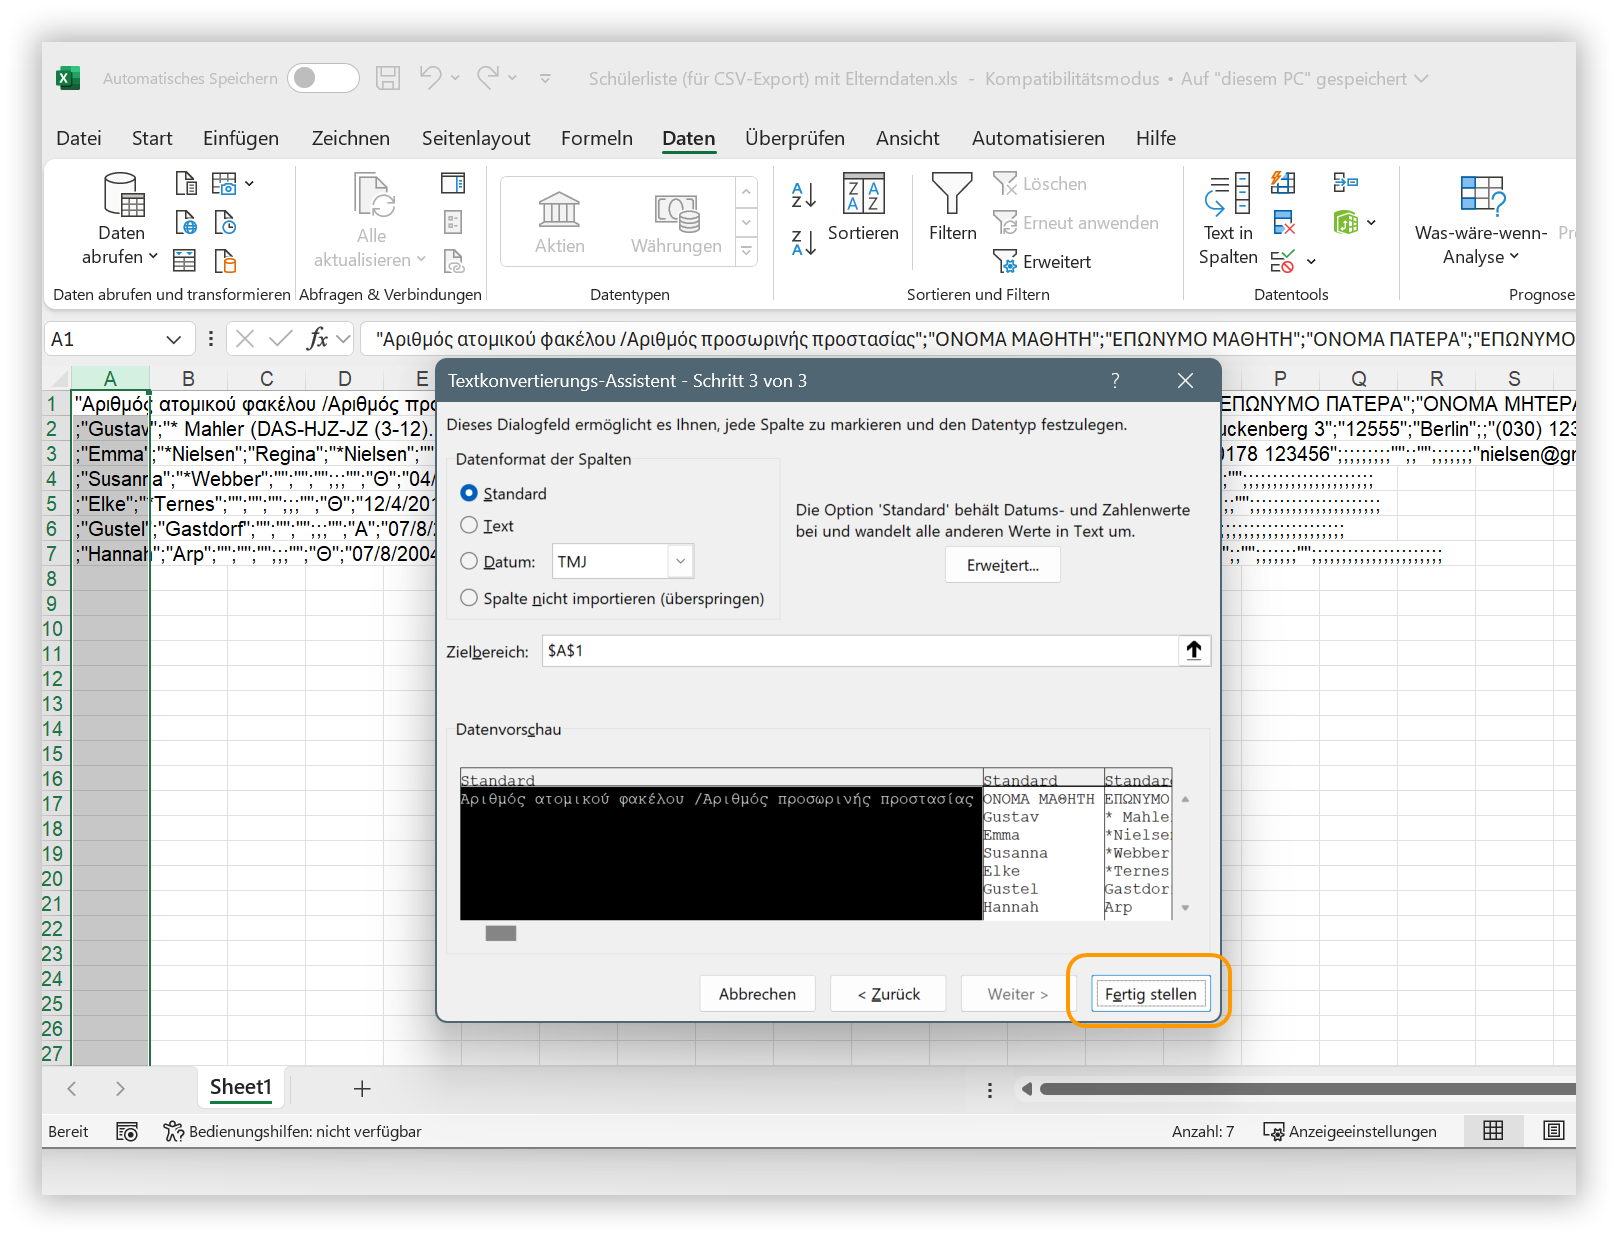 Automatisches Speichern
Schülerliste (für CSV-Export) mit Elterndaten.xls - Kompatibilitätsmodus • Auf "diesem PC" gespeichert
Datei Start Einfügen Zeichnen Seitenlayout Formeln Daten Überprüfen Ansicht Automatisieren Hilfe
Daten
abrufen
Daten abrufen und transformieren
Alle
aktualisieren
Abfragen & Verbindungen
Aktien
Währungen
Datentypen
Sortieren
Filtern
Löschen
Erneut anwenden
Erweitert
Sortieren und Filtern
Text in
Spalten
Datentools
Was-wäre-wenn-
Analyse
Prognose
A1
fx
"Αριθμός ατομικού φακέλου /Αριθμός προσωρινής προστασίας";"ΟΝΟΜΑ ΜΑΘΗΤΗ";"ΕΠΩΝΥΜΟ ΜΑΘΗΤΗ";"ΟΝΟΜΑ ΠΑΤΕΡΑ";"ΕΠΩΝΥΜΟ
A B C D E P Q R S
1 "Αριθμός ατομικού φακέλου /Αριθμός προ ΕΠΩΝΥΜΟ ΠΑΤΕΡΑ";"ΟΝΟΜΑ ΜΗΤΕΡΑ
2 ;"Gustav";"* Mahler (DAS-HJZ-JZ (3-12). uckenberg 3";"12555";"Berlin";;"(030) 123
3 ;"Emma";"*Nielsen";"Regina";"*Nielsen";"" 0178 123456";;;;;;;;;"";;"";;;;;;;"nielsen@gr
4 ;"Susanna";"*Webber";"";"";"";;;"";"Θ";"04/ ;"";;;;;;;;;;;;;;;;;;;;;;
5 ;"Elke";"*Ternes";"";"";"";;;"";"Θ";"12/4/201 ;;"";;;;;;;;;;;;;;;;;;;;;;
6 ;"Gustel";"Gastdorf";"";"";"";;;"";"Α";"07/8/2 ;;;;;;;;;;;;;;;;;;;;;;
7 ;"Hannah";"Arp";"";"";"";;;"";"Θ";"07/8/2004 ";;"";;;;;;;"";;;;;;;;;;;;;;;;;;;;;;
8
9
10
11
12
13
14
15
16
17
18
19
20
21
22
23
24
25
26
27
Textkonvertierungs-Assistent - Schritt 3 von 3 ?
Dieses Dialogfeld ermöglicht es Ihnen, jede Spalte zu markieren und den Datentyp festzulegen.
Datenformat der Spalten
Standard
Text
Datum: TMJ
Spalte nicht importieren (überspringen)
Die Option 'Standard' behält Datums- und Zahlenwerte
bei und wandelt alle anderen Werte in Text um.
Erweitert...
Zielbereich: $A$1
Datenvorschau
Standard Standard Standard
Αριθμός ατομικού φακέλου /Αριθμός προσωρινής προστασίας ΟΝΟΜΑ ΜΑΘΗΤΗ ΕΠΩΝΥΜΟ
Gustav * Mahle
Emma *Nielsen
Susanna *Webber
Elke *Ternes
Gustel Gastdor
Hannah Arp
Abbrechen < Zurück Weiter > Fertig stellen
Sheet1 +
Bereit Bedienungshilfen: nicht verfügbar Anzahl: 7 Anzeigeeinstellungen